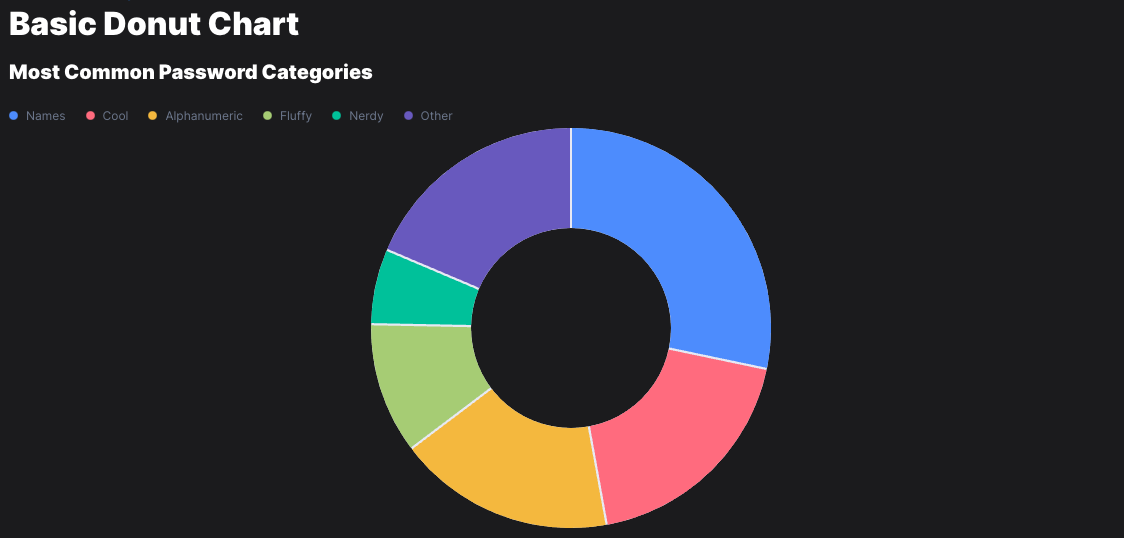 Basic Donut Chart
Most Common Password Categories
Names Cool Alphanumeric Fluffy Nerdy Other